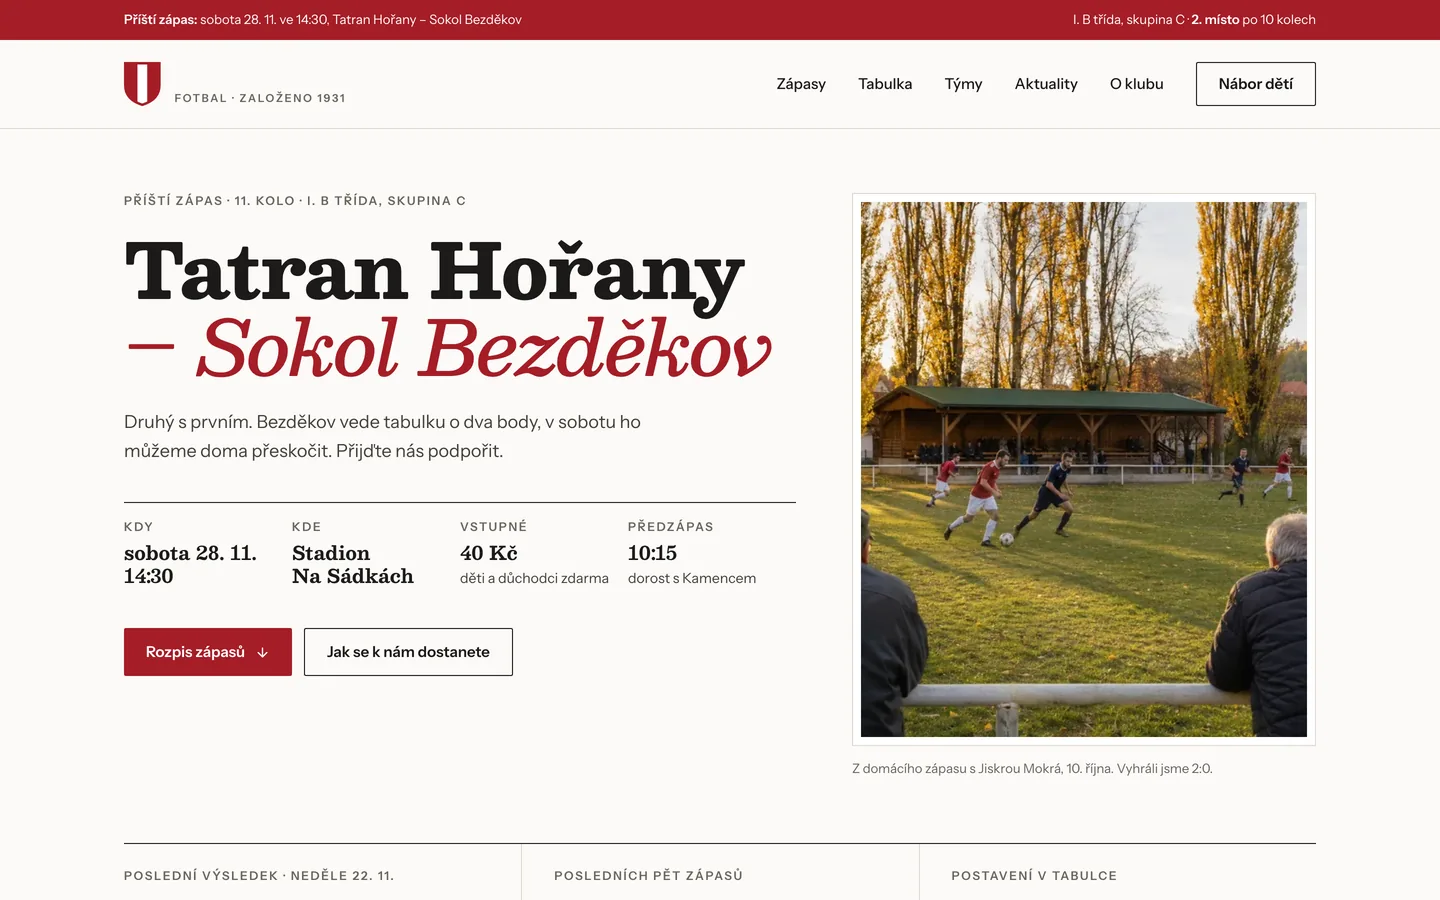 Příští zápas: sobota 28. 11. ve 14:30, Tatran Hořany – Sokol Bezděkov
I. B třída, skupina C · 2. místo po 10 kolech
FOTBAL · ZALOŽENO 1931
Zápasy
Tabulka
Týmy
Aktuality
O klubu
Nábor dětí
PŘÍŠTÍ ZÁPAS · 11. KOLO · I. B TŘÍDA, SKUPINA C
Tatran Hořany
– Sokol Bezděkov
Druhý s prvním. Bezděkov vede tabulku o dva body, v sobotu ho
můžeme doma přeskočit. Přijďte nás podpořit.
KDY
sobota 28. 11.
14:30
KDE
Stadion
Na Sádkách
VSTUPNÉ
40 Kč
děti a důchodci zdarma
PŘEDZÁPAS
10:15
dorost s Kamencem
Rozpis zápasů ↓
Jak se k nám dostanete
Z domácího zápasu s Jiskrou Mokrá, 10. října. Vyhráli jsme 2:0.
POSLEDNÍ VÝSLEDEK · NEDĚLE 22. 11.
POSLEDNÍCH PĚT ZÁPASŮ
POSTAVENÍ V TABULCE